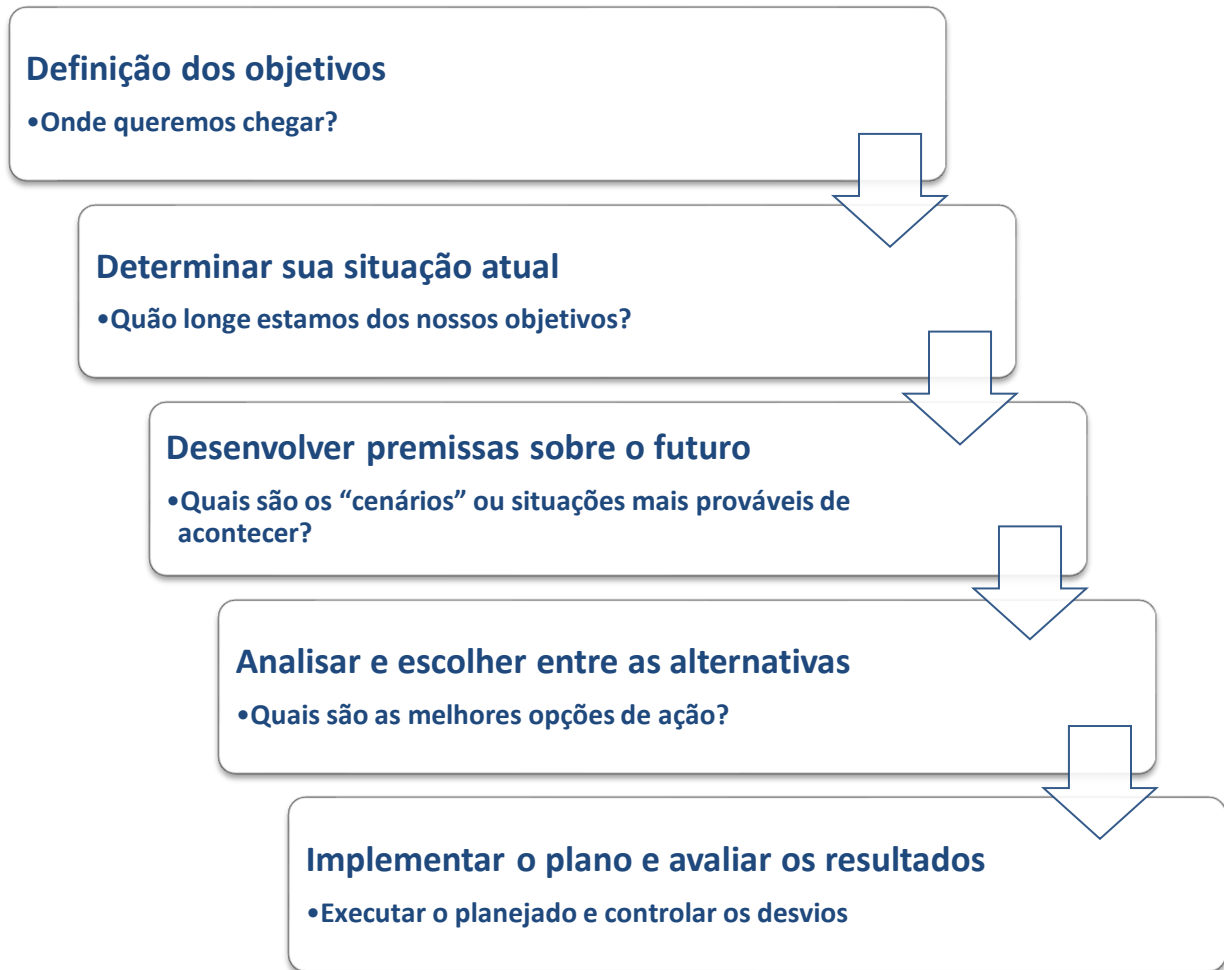 Definição dos objetivos
•Onde queremos chegar?
Determinar sua situação atual
•Quão longe estamos dos nossos objetivos?
Desenvolver premissas sobre o futuro
•Quais são os “cenários” ou situações mais prováveis de
acontecer?
Analisar e escolher entre as alternativas
•Quais são as melhores opções de ação?
Implementar o plano e avaliar os resultados
•Executar o planejado e controlar os desvios